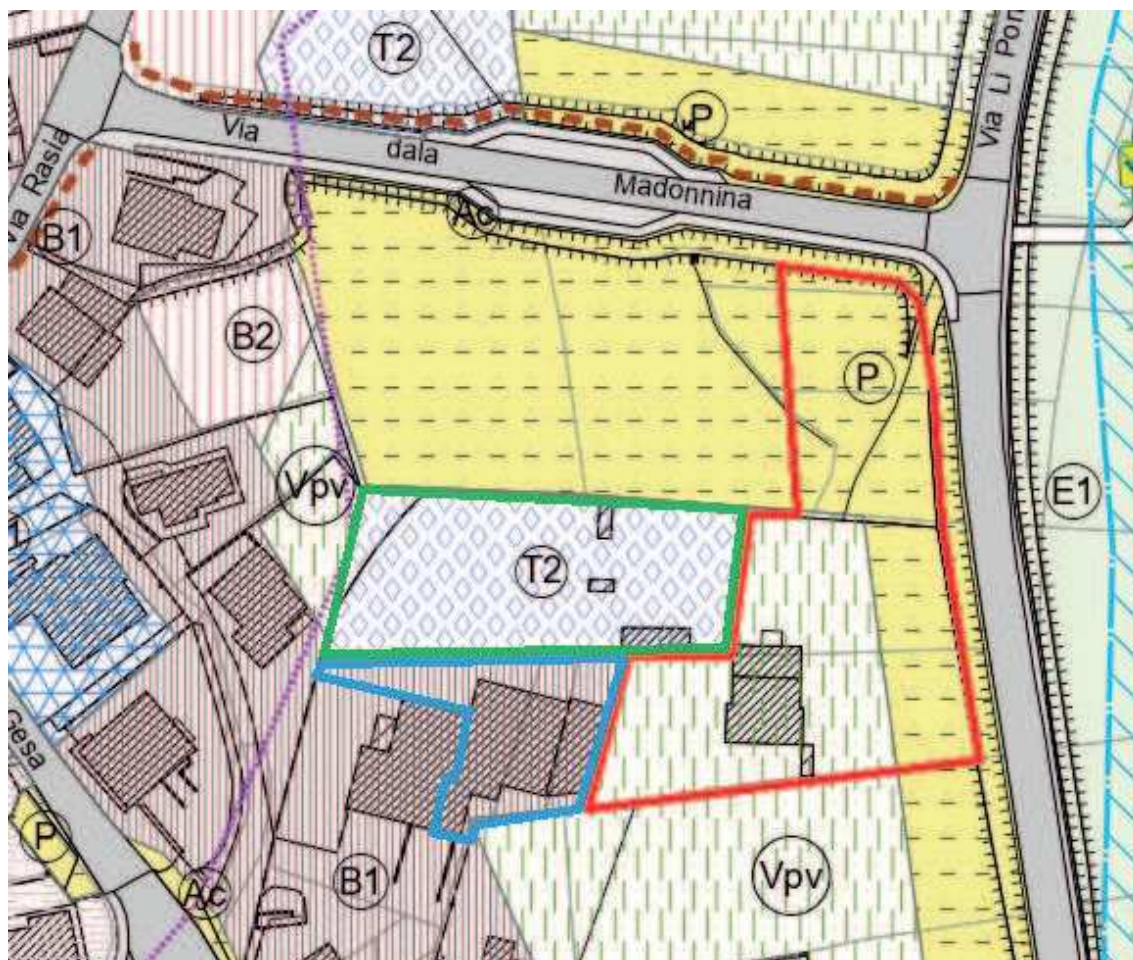 T2
P
Via Li Pon
Via
dala
Madonnina
Via Rasia
Ac
B1
B2
P
Vpv
E1
T2
Gesa
P
Ac
B1
Vpv